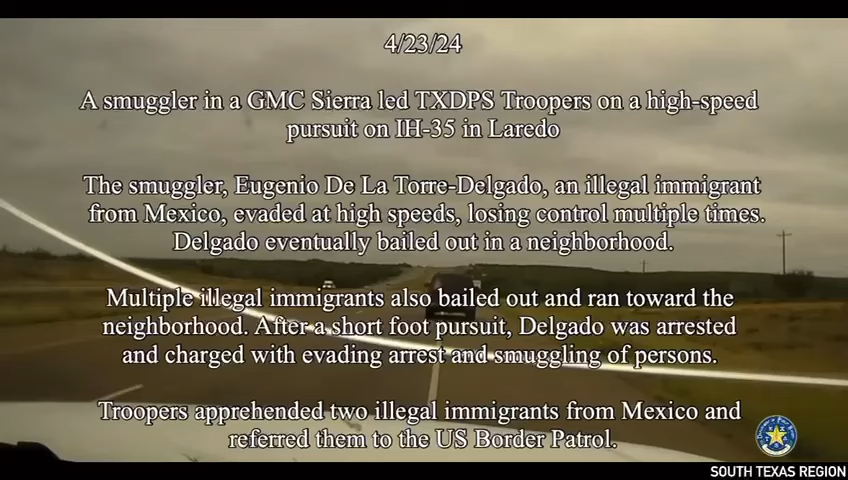 4/23/24
A smuggler in a GMC Sierra led TXDPS Troopers on a high-speed
pursuit on IH-35 in Laredo
The smuggler, Eugenio De La Torre-Delgado, an illegal immigrant
from Mexico, evaded at high speeds, losing control multiple times.
Delgado eventually bailed out in a neighborhood.
Multiple illegal immigrants also bailed out and ran toward the
neighborhood. After a short foot pursuit, Delgado was arrested
and charged with evading arrest and smuggling of persons.
Troopers apprehended two illegal immigrants from Mexico and
referred them to the US Border Patrol.
SOUTH TEXAS REGION